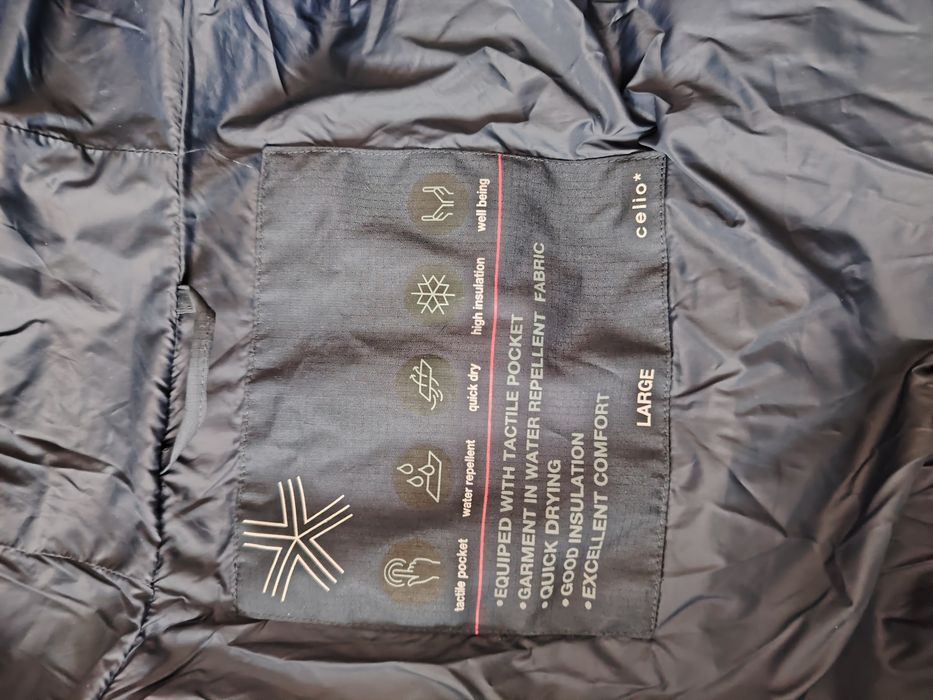 tactile pocket
water repellent
quick dry
high insulation
well being
• EQUIPED WITH TACTILE POCKET
• GARMENT IN WATER REPELLENT FABRIC
• QUICK DRYING
• GOOD INSULATION
• EXCELLENT COMFORT
LARGE
celio*